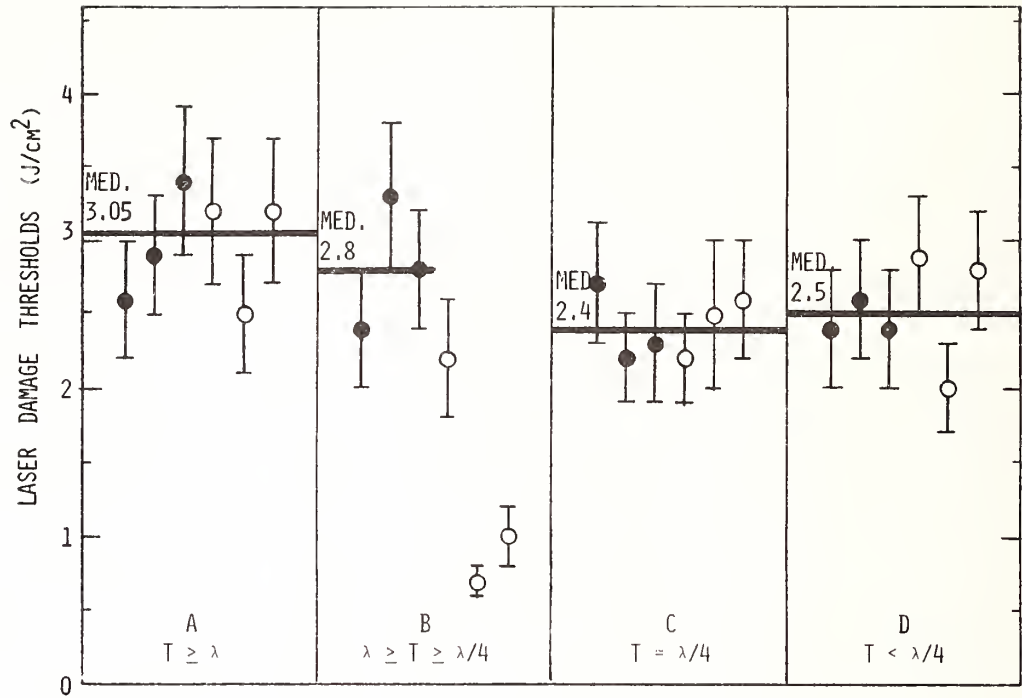 LASER DAMAGE THRESHOLDS (J/CM²)
4
3
2
1
0
MED.
3.05
MED.
2.8
MED
2.4
MED.
2.5
A
T ≥ λ
B
λ ≥ T ≥ λ/4
C
T = λ/4
D
T < λ/4